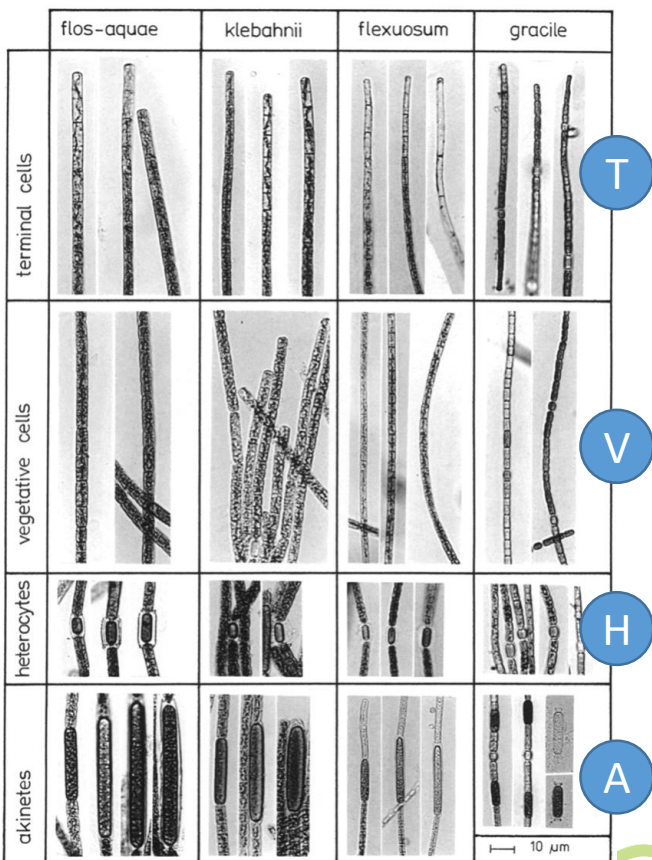 flos-aquae klebahnii flexuosum gracile
terminal cells
T
vegetative cells
V
heterocytes
H
akinetes
A
10 µm